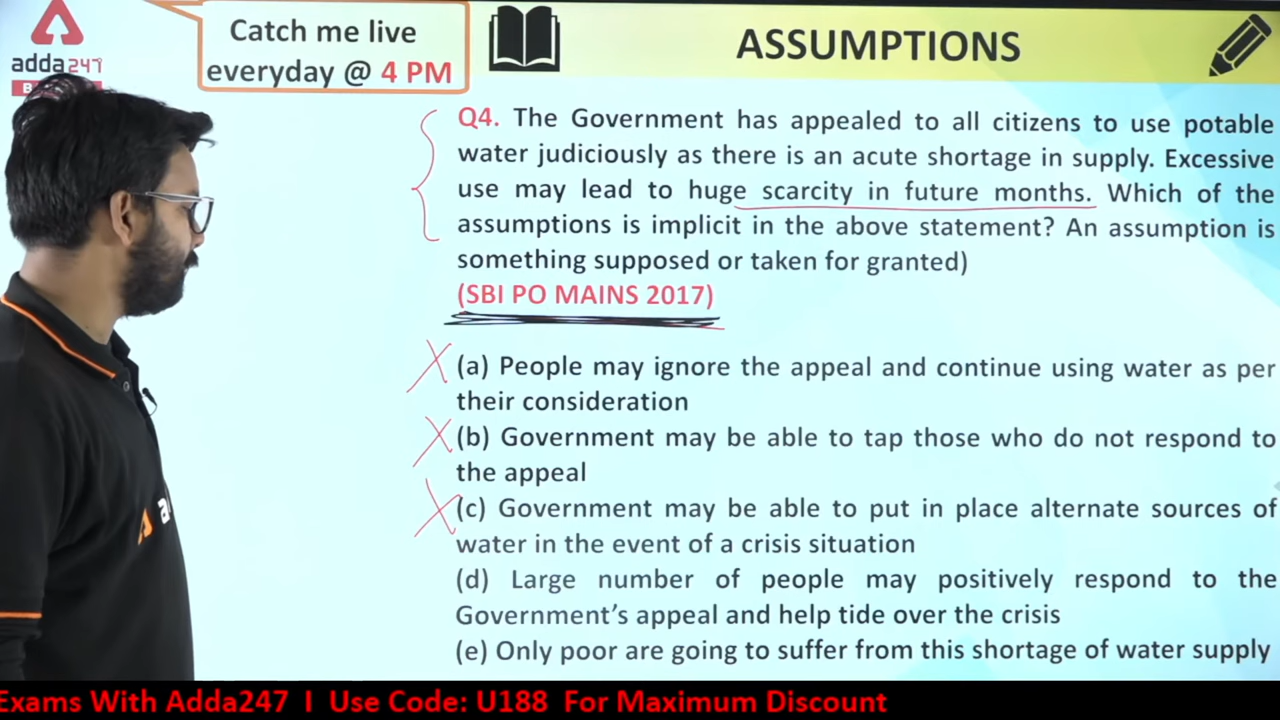 Catch me live
everyday @ 4 PM
adda247
ASSUMPTIONS
Q4. The Government has appealed to all citizens to use potable
water judiciously as there is an acute shortage in supply. Excessive
use may lead to huge scarcity in future months. Which of the
assumptions is implicit in the above statement? An assumption is
something supposed or taken for granted)
(SBI PO MAINS 2017)
(a) People may ignore the appeal and continue using water as per
their consideration
(b) Government may be able to tap those who do not respond to
the appeal
(c) Government may be able to put in place alternate sources of
water in the event of a crisis situation
(d) Large number of people may positively respond to the
Government's appeal and help tide over the crisis
(e) Only poor are going to suffer from this shortage of water supply
Exams With Adda247 I Use Code: U188 For Maximum Discount